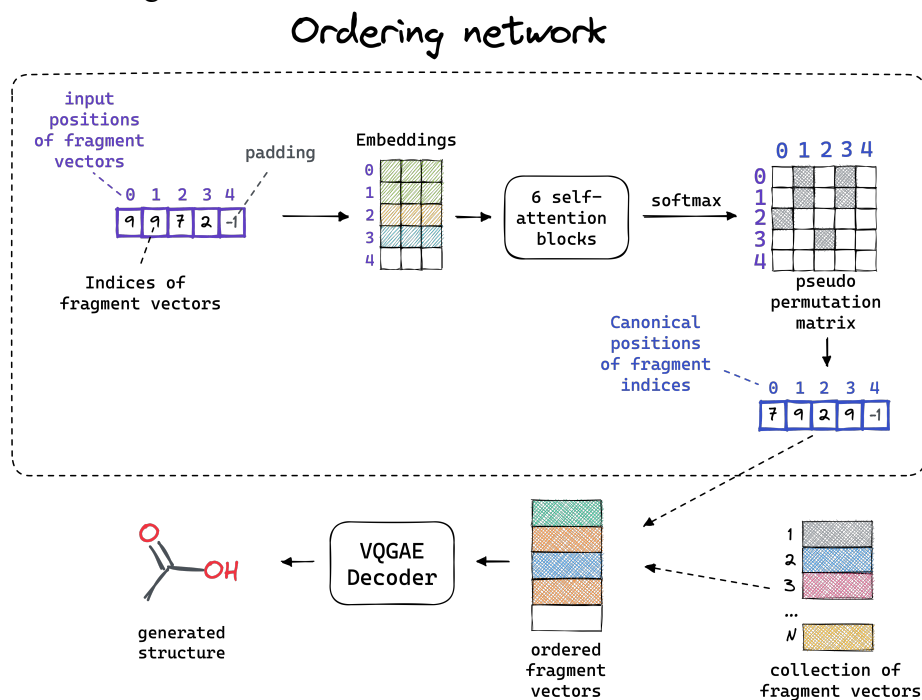 Ordering network
input
positions
of fragment
vectors
padding
0 1 2 3 4
9 9 7 2 -1
Indices of
fragment vectors
Embeddings
0
1
2
3
4
6 self-
attention
blocks
softmax
0 1 2 3 4
0
1
2
3
4
pseudo
permutation
matrix
Canonical
positions
of fragment
indices
0 1 2 3 4
7 9 2 9 -1
O
OH
generated
structure
VQGAE
Decoder
ordered
fragment
vectors
1
2
3
...
N
collection of
fragment vectors